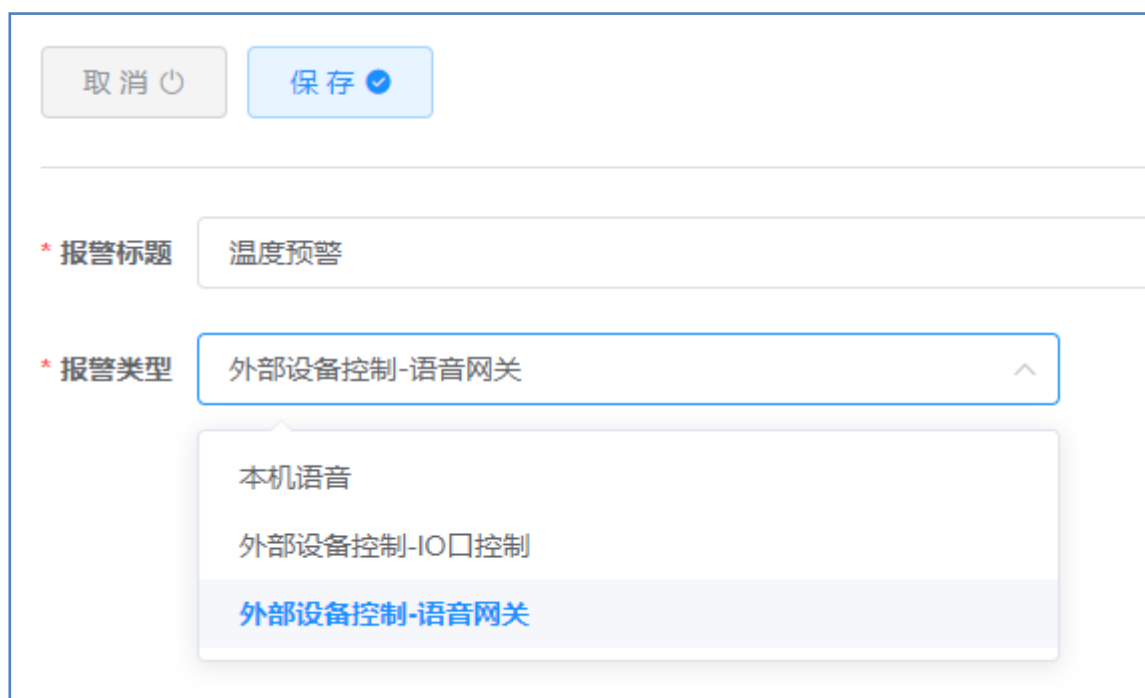 取 消 保 存
* 报警标题 温度预警
* 报警类型 外部设备控制-语音网关
本机语音
外部设备控制-IO口控制
外部设备控制-语音网关